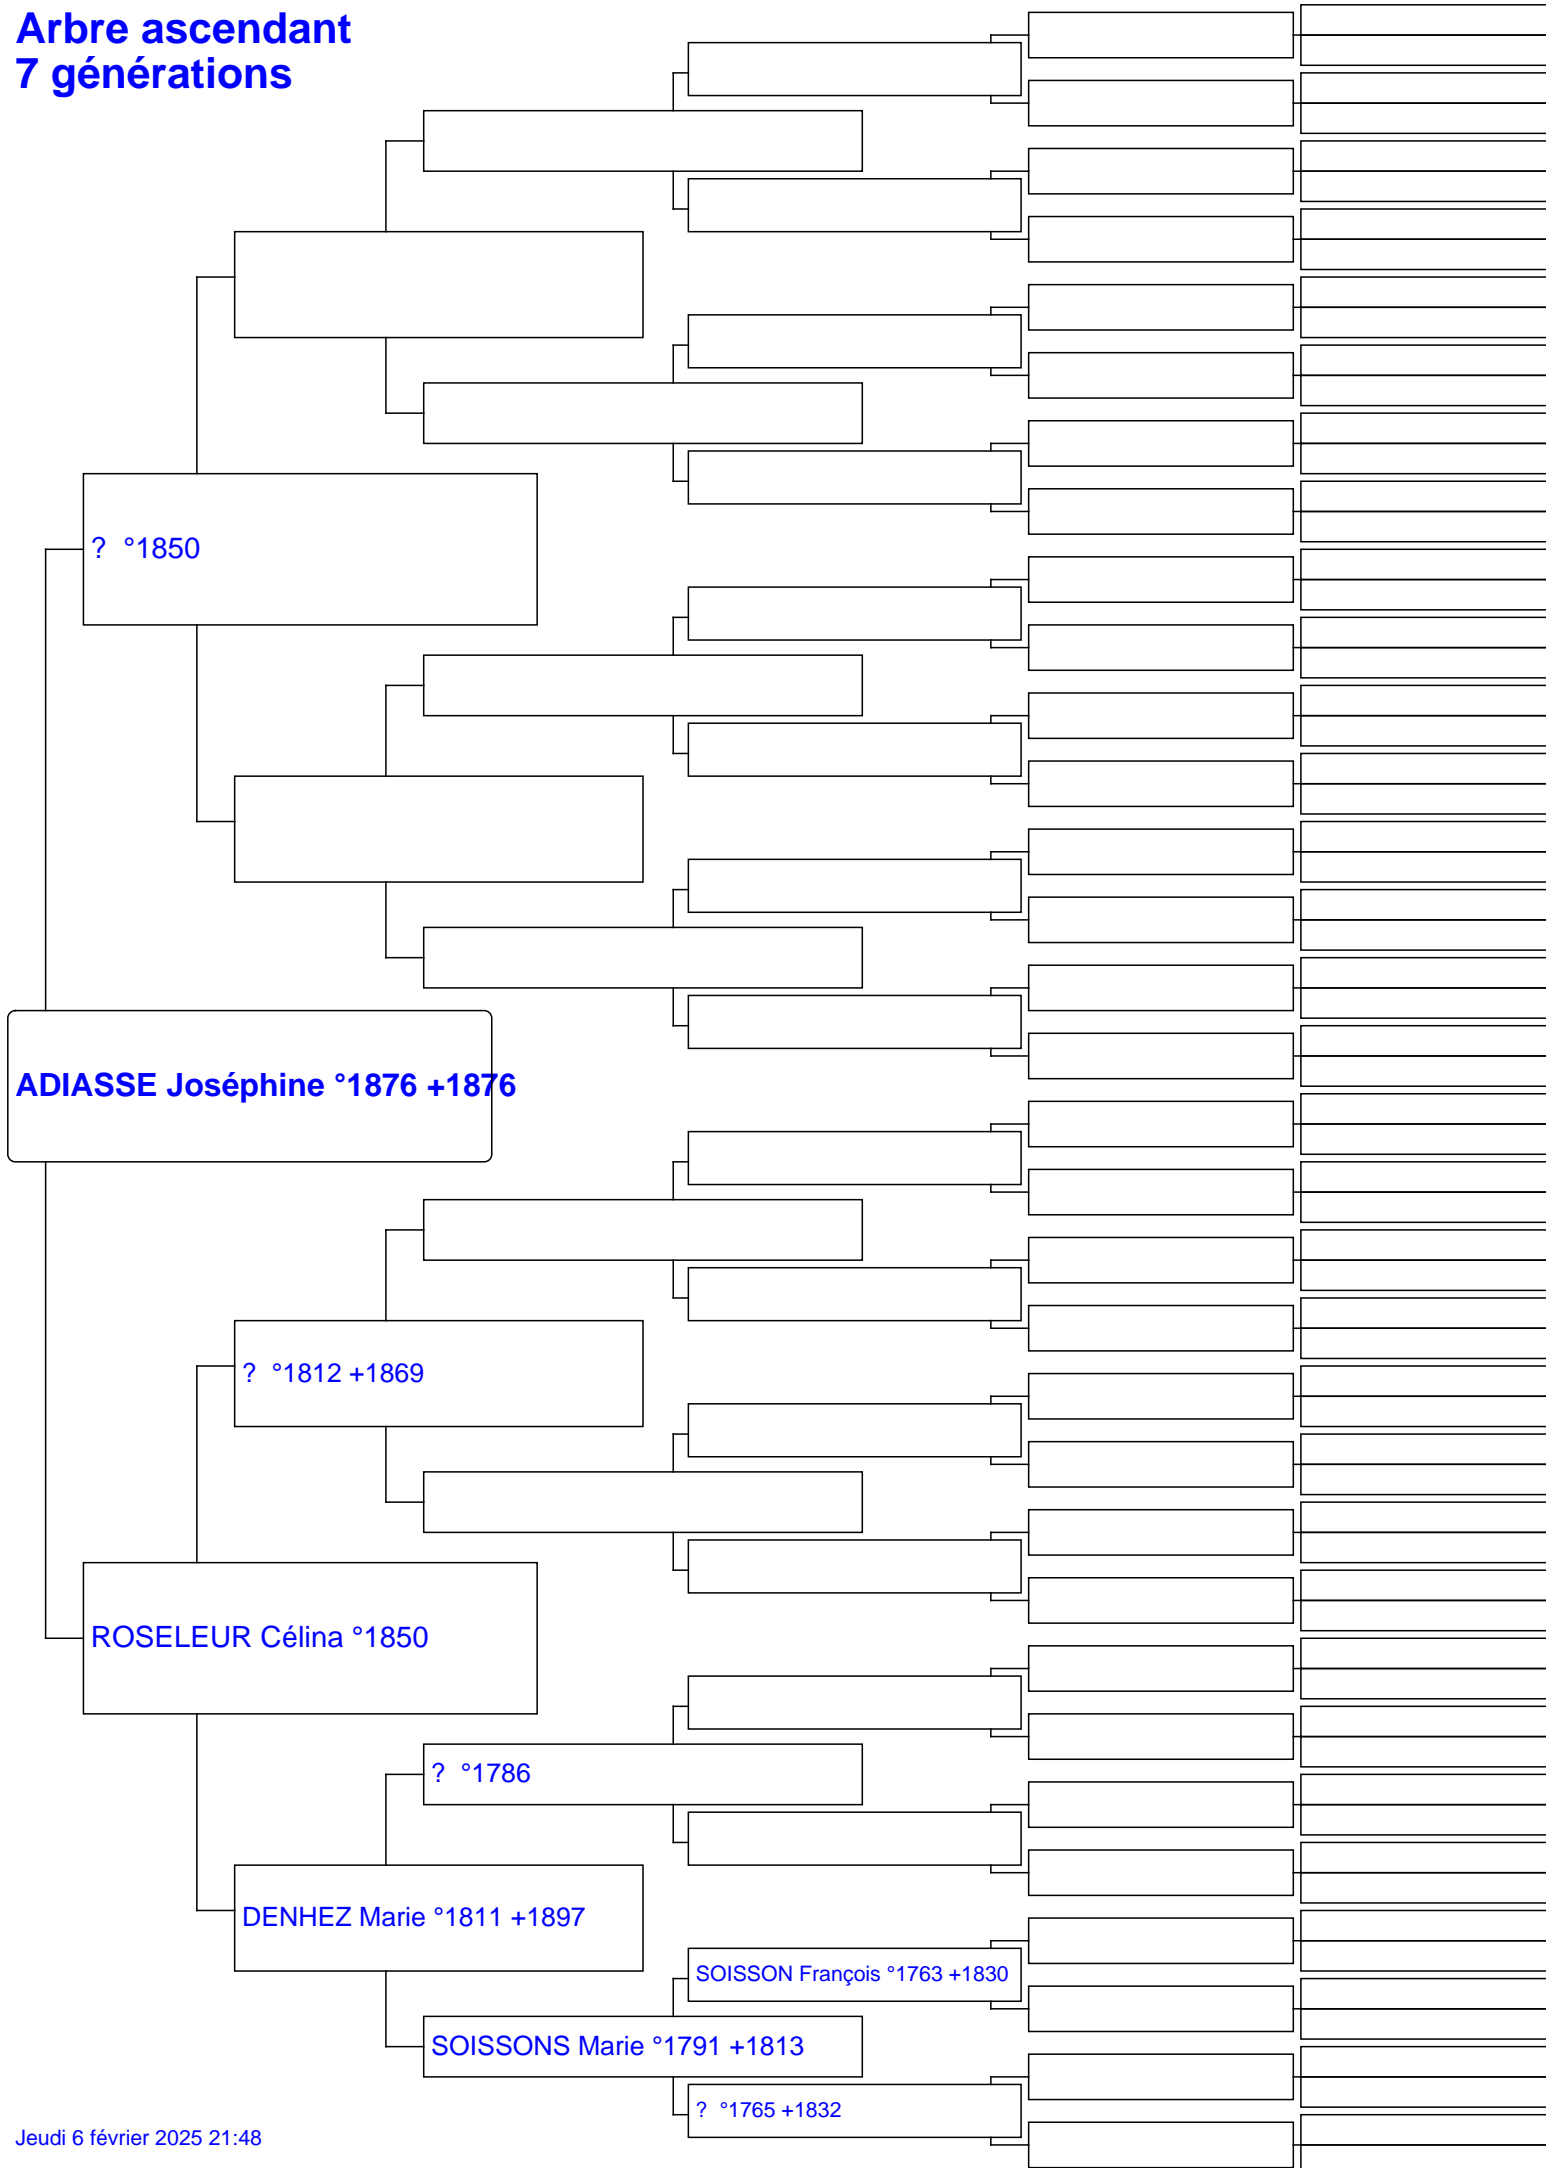 Arbre ascendant
7 générations
? °1850
ADIASSE Joséphine °1876 +1876
? °1812 +1869
ROSELEUR Célina °1850
? °1786
DENHEZ Marie °1811 +1897
SOISSON François °1763 +1830
SOISSONS Marie °1791 +1813
? °1765 +1832
Jeudi 6 février 2025 21:48